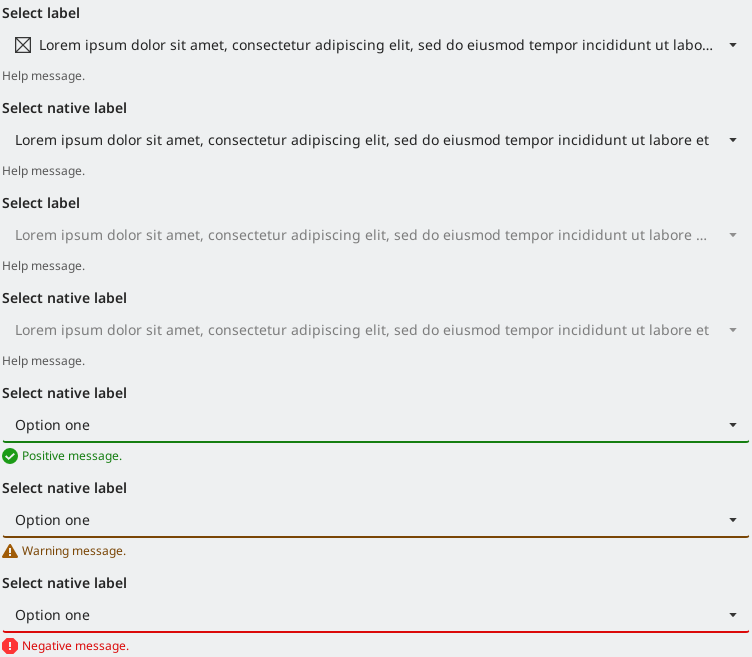 Select label
Lorem ipsum dolor sit amet, consectetur adipiscing elit, sed do eiusmod tempor incididunt ut labo...
Help message.
Select native label
Lorem ipsum dolor sit amet, consectetur adipiscing elit, sed do eiusmod tempor incididunt ut labore et
Help message.
Select label
Lorem ipsum dolor sit amet, consectetur adipiscing elit, sed do eiusmod tempor incididunt ut labore ...
Help message.
Select native label
Lorem ipsum dolor sit amet, consectetur adipiscing elit, sed do eiusmod tempor incididunt ut labore et
Help message.
Select native label
Option one
Positive message.
Select native label
Option one
Warning message.
Select native label
Option one
Negative message.